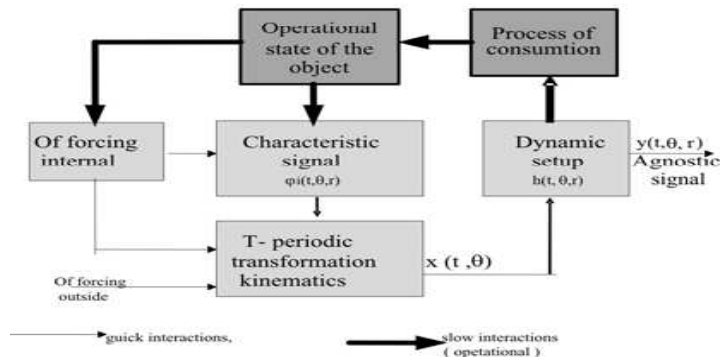 Operational
state of the
object
Process of
consumtion
Of forcing
internal
Characteristic
signal
φi(t,θ,r)
Dynamic
setup
h(t, θ,r)
y(t,θ, r)
Agnostic
signal
T- periodic
transformation
kinematics
x (t ,θ)
Of forcing
outside
guick interactions,
slow interactions
( opetational )